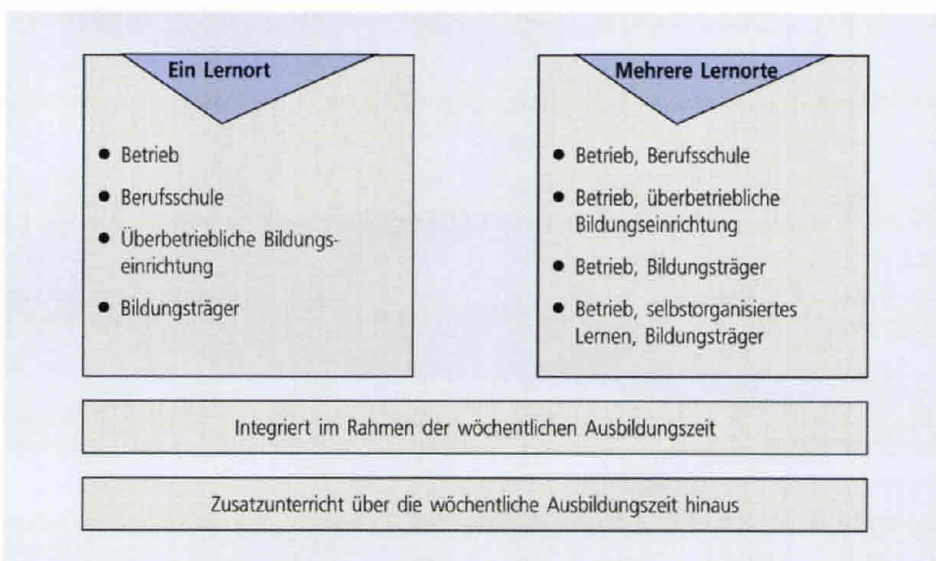 Ein Lernort
● Betrieb
● Berufsschule
● Überbetriebliche Bildungs-
einrichtung
● Bildungsträger
Mehrere Lernorte
● Betrieb, Berufsschule
● Betrieb, überbetriebliche
Bildungseinrichtung
● Betrieb, Bildungsträger
● Betrieb, selbstorganisiertes
Lernen, Bildungsträger
Integriert im Rahmen der wöchentlichen Ausbildungszeit
Zusatzunterricht über die wöchentliche Ausbildungszeit hinaus